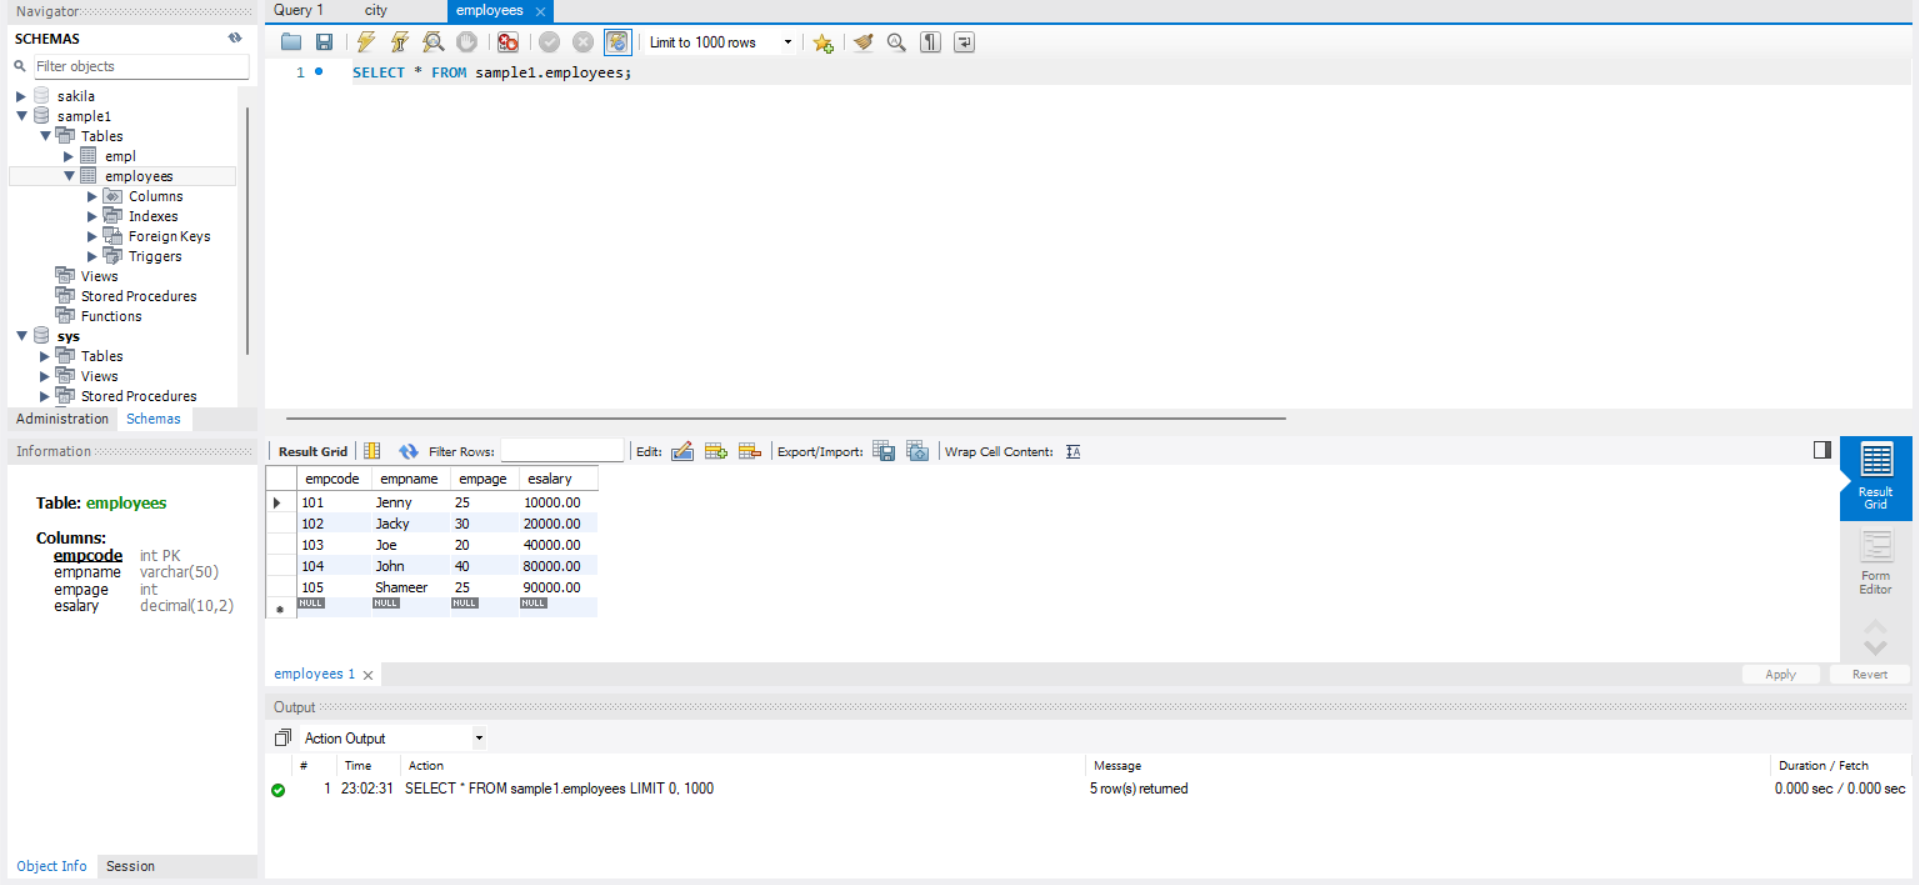 Navigator
SCHEMAS
Filter objects
sakila
sample1
Tables
empl
employees
Columns
Indexes
Foreign Keys
Triggers
Views
Stored Procedures
Functions
sys
Tables
Views
Stored Procedures
Administration Schemas
Information
Table: employees
Columns:
empcode int PK
empname varchar(50)
empage int
esalary decimal(10,2)
Object Info Session
Query 1 city employees
Limit to 1000 rows
1 SELECT * FROM sample1.employees;
Result Grid Filter Rows: Edit: Export/Import: Wrap Cell Content:
empcode empname empage esalary
101 Jenny 25 10000.00
102 Jacky 30 20000.00
103 Joe 20 40000.00
104 John 40 80000.00
105 Shameer 25 90000.00
* NULL NULL NULL NULL
Result
Grid
Form
Editor
employees 1 Apply Revert
Output
Action Output
# Time Action Message Duration / Fetch
1 23:02:31 SELECT * FROM sample1.employees LIMIT 0, 1000 5 row(s) returned 0.000 sec / 0.000 sec